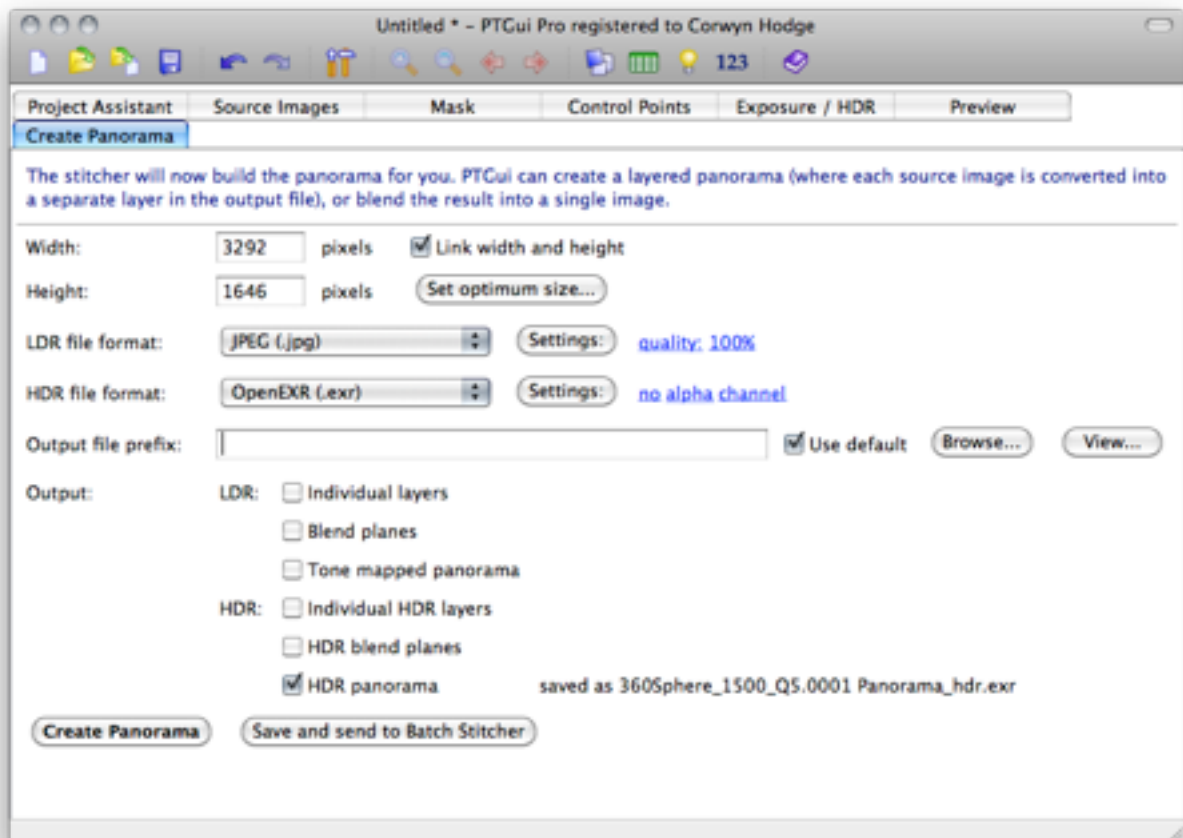 Untitled * - PTGui Pro registered to Corwyn Hodge
123
Project Assistant Source Images Mask Control Points Exposure / HDR Preview
Create Panorama
The stitcher will now build the panorama for you. PTGui can create a layered panorama (where each source image is converted into
a separate layer in the output file), or blend the result into a single image.
Width: 3292 pixels Link width and height
Height: 1646 pixels Set optimum size...
LDR file format: JPEG (.jpg) Settings: quality: 100%
HDR file format: OpenEXR (.exr) Settings: no alpha channel
Output file prefix: Use default Browse... View...
Output: LDR: Individual layers
Blend planes
Tone mapped panorama
HDR: Individual HDR layers
HDR blend planes
HDR panorama saved as 360Sphere_1500_Q5.0001 Panorama_hdr.exr
Create Panorama Save and send to Batch Stitcher